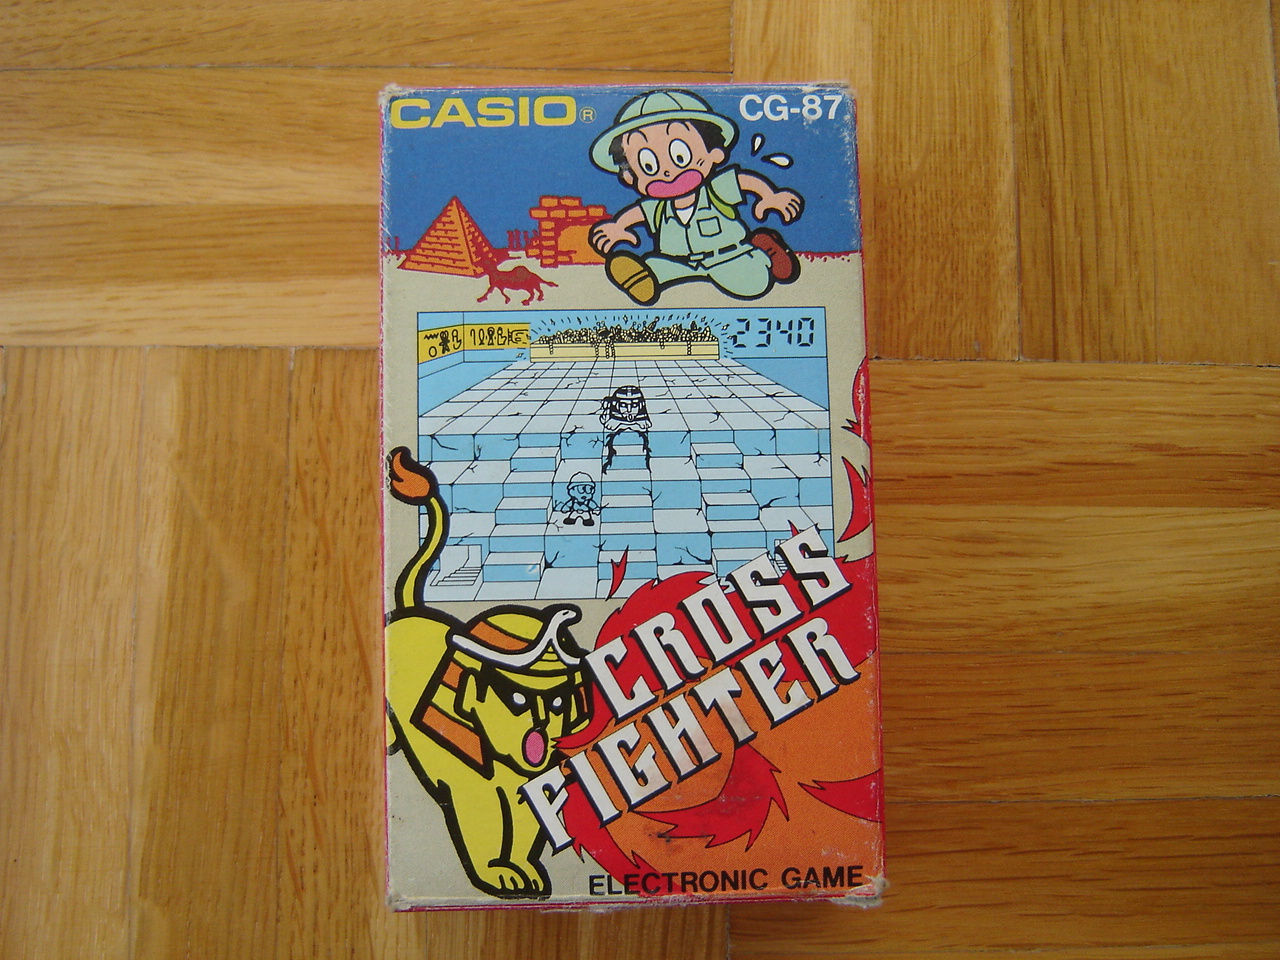 CASIO®
CG-87
2340
CROSS
FIGHTER
ELECTRONIC GAME